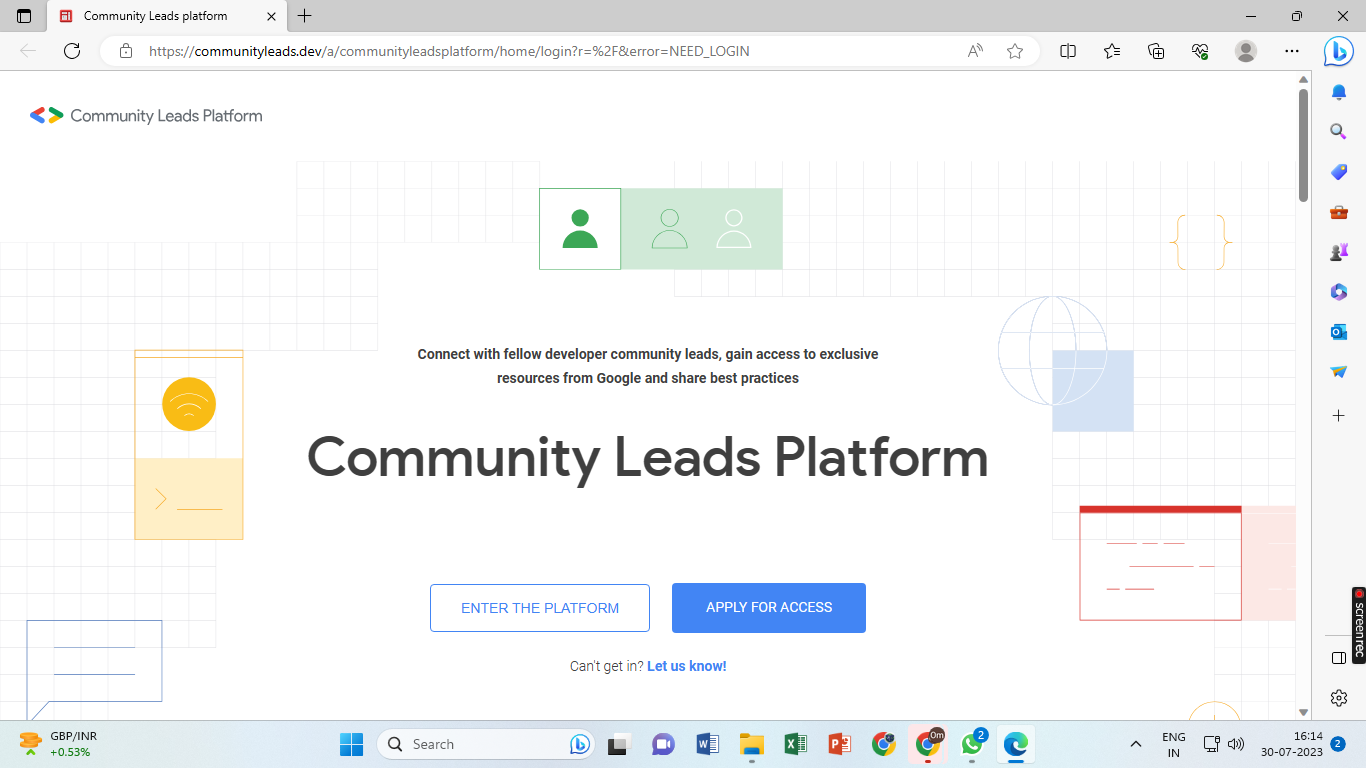 Community Leads platform
https://communityleads.dev/a/communityleadsplatform/home/login?r=%2F&error=NEED_LOGIN
Community Leads Platform
Connect with fellow developer community leads, gain access to exclusive
resources from Google and share best practices
Community Leads Platform
ENTER THE PLATFORM
APPLY FOR ACCESS
Can't get in? Let us know!
screenrec
GBP/INR
+0.53%
Search
0m
2
ENG
IN
16:14
30-07-2023
2